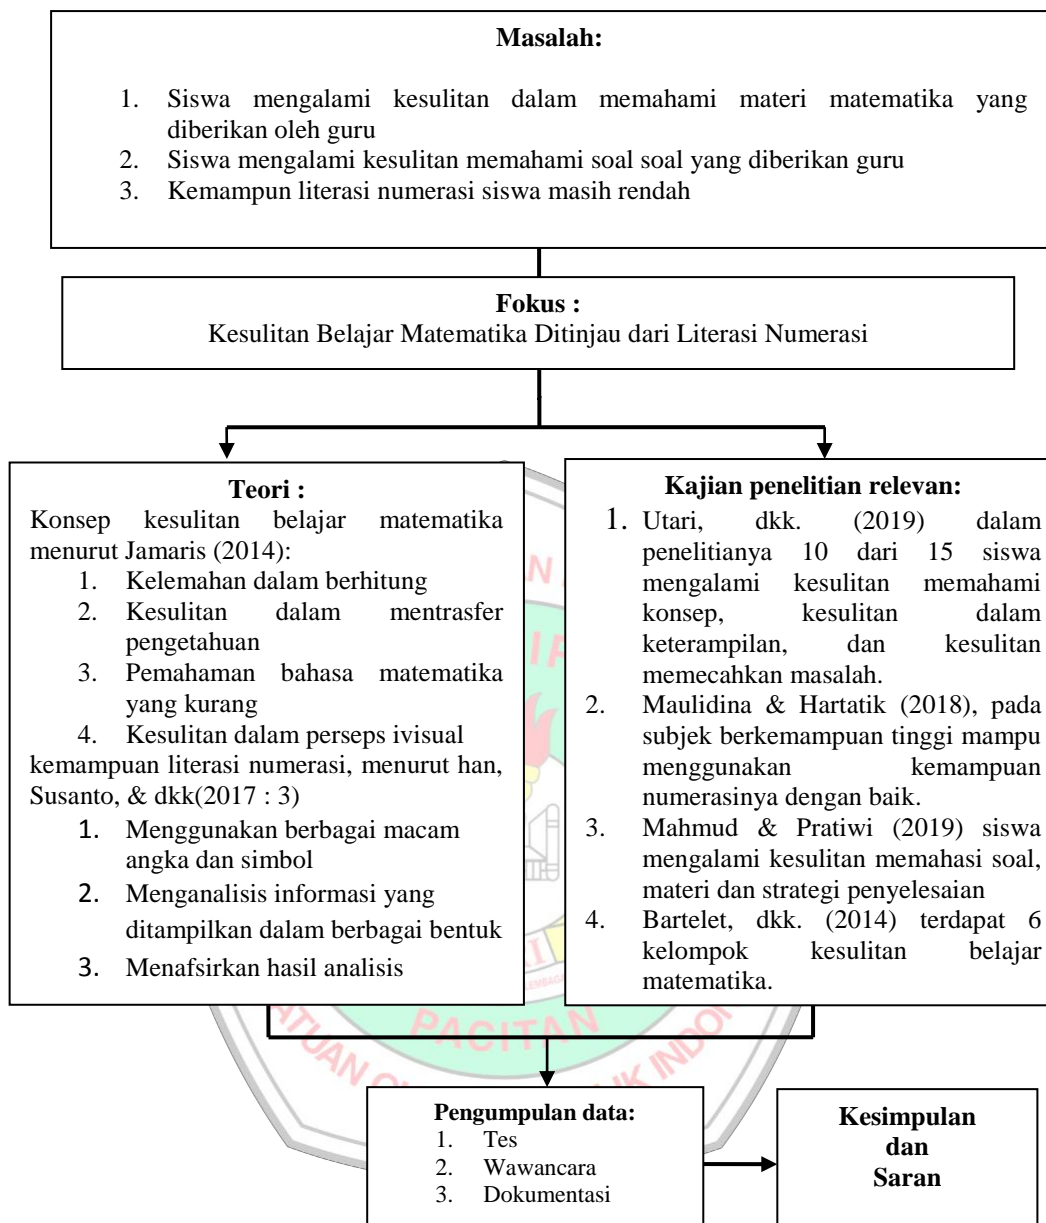 Masalah:
1. Siswa mengalami kesulitan dalam memahami materi matematika yang
diberikan oleh guru
2. Siswa mengalami kesulitan memahami soal soal yang diberikan guru
3. Kemampun literasi numerasi siswa masih rendah
Fokus :
Kesulitan Belajar Matematika Ditinjau dari Literasi Numerasi
Teori :
Konsep kesulitan belajar matematika
menurut Jamaris (2014):
1. Kelemahan dalam berhitung
2. Kesulitan dalam mentrasfer
pengetahuan
3. Pemahaman bahasa matematika
yang kurang
4. Kesulitan dalam perseps ivisual
kemampuan literasi numerasi, menurut han,
Susanto, & dkk(2017 : 3)
1. Menggunakan berbagai macam
angka dan simbol
2. Menganalisis informasi yang
ditampilkan dalam berbagai bentuk
3. Menafsirkan hasil analisis
Kajian penelitian relevan:
1. Utari, dkk. (2019) dalam
penelitianya 10 dari 15 siswa
mengalami kesulitan memahami
konsep, kesulitan dalam
keterampilan, dan kesulitan
memecahkan masalah.
2. Maulidina & Hartatik (2018), pada
subjek berkemampuan tinggi mampu
menggunakan kemampuan
numerasinya dengan baik.
3. Mahmud & Pratiwi (2019) siswa
mengalami kesulitan memahasi soal,
materi dan strategi penyelesaian
4. Bartelet, dkk. (2014) terdapat 6
kelompok kesulitan belajar
matematika.
PACITAN
Pengumpulan data:
1. Tes
2. Wawancara
3. Dokumentasi
Kesimpulan
dan
Saran